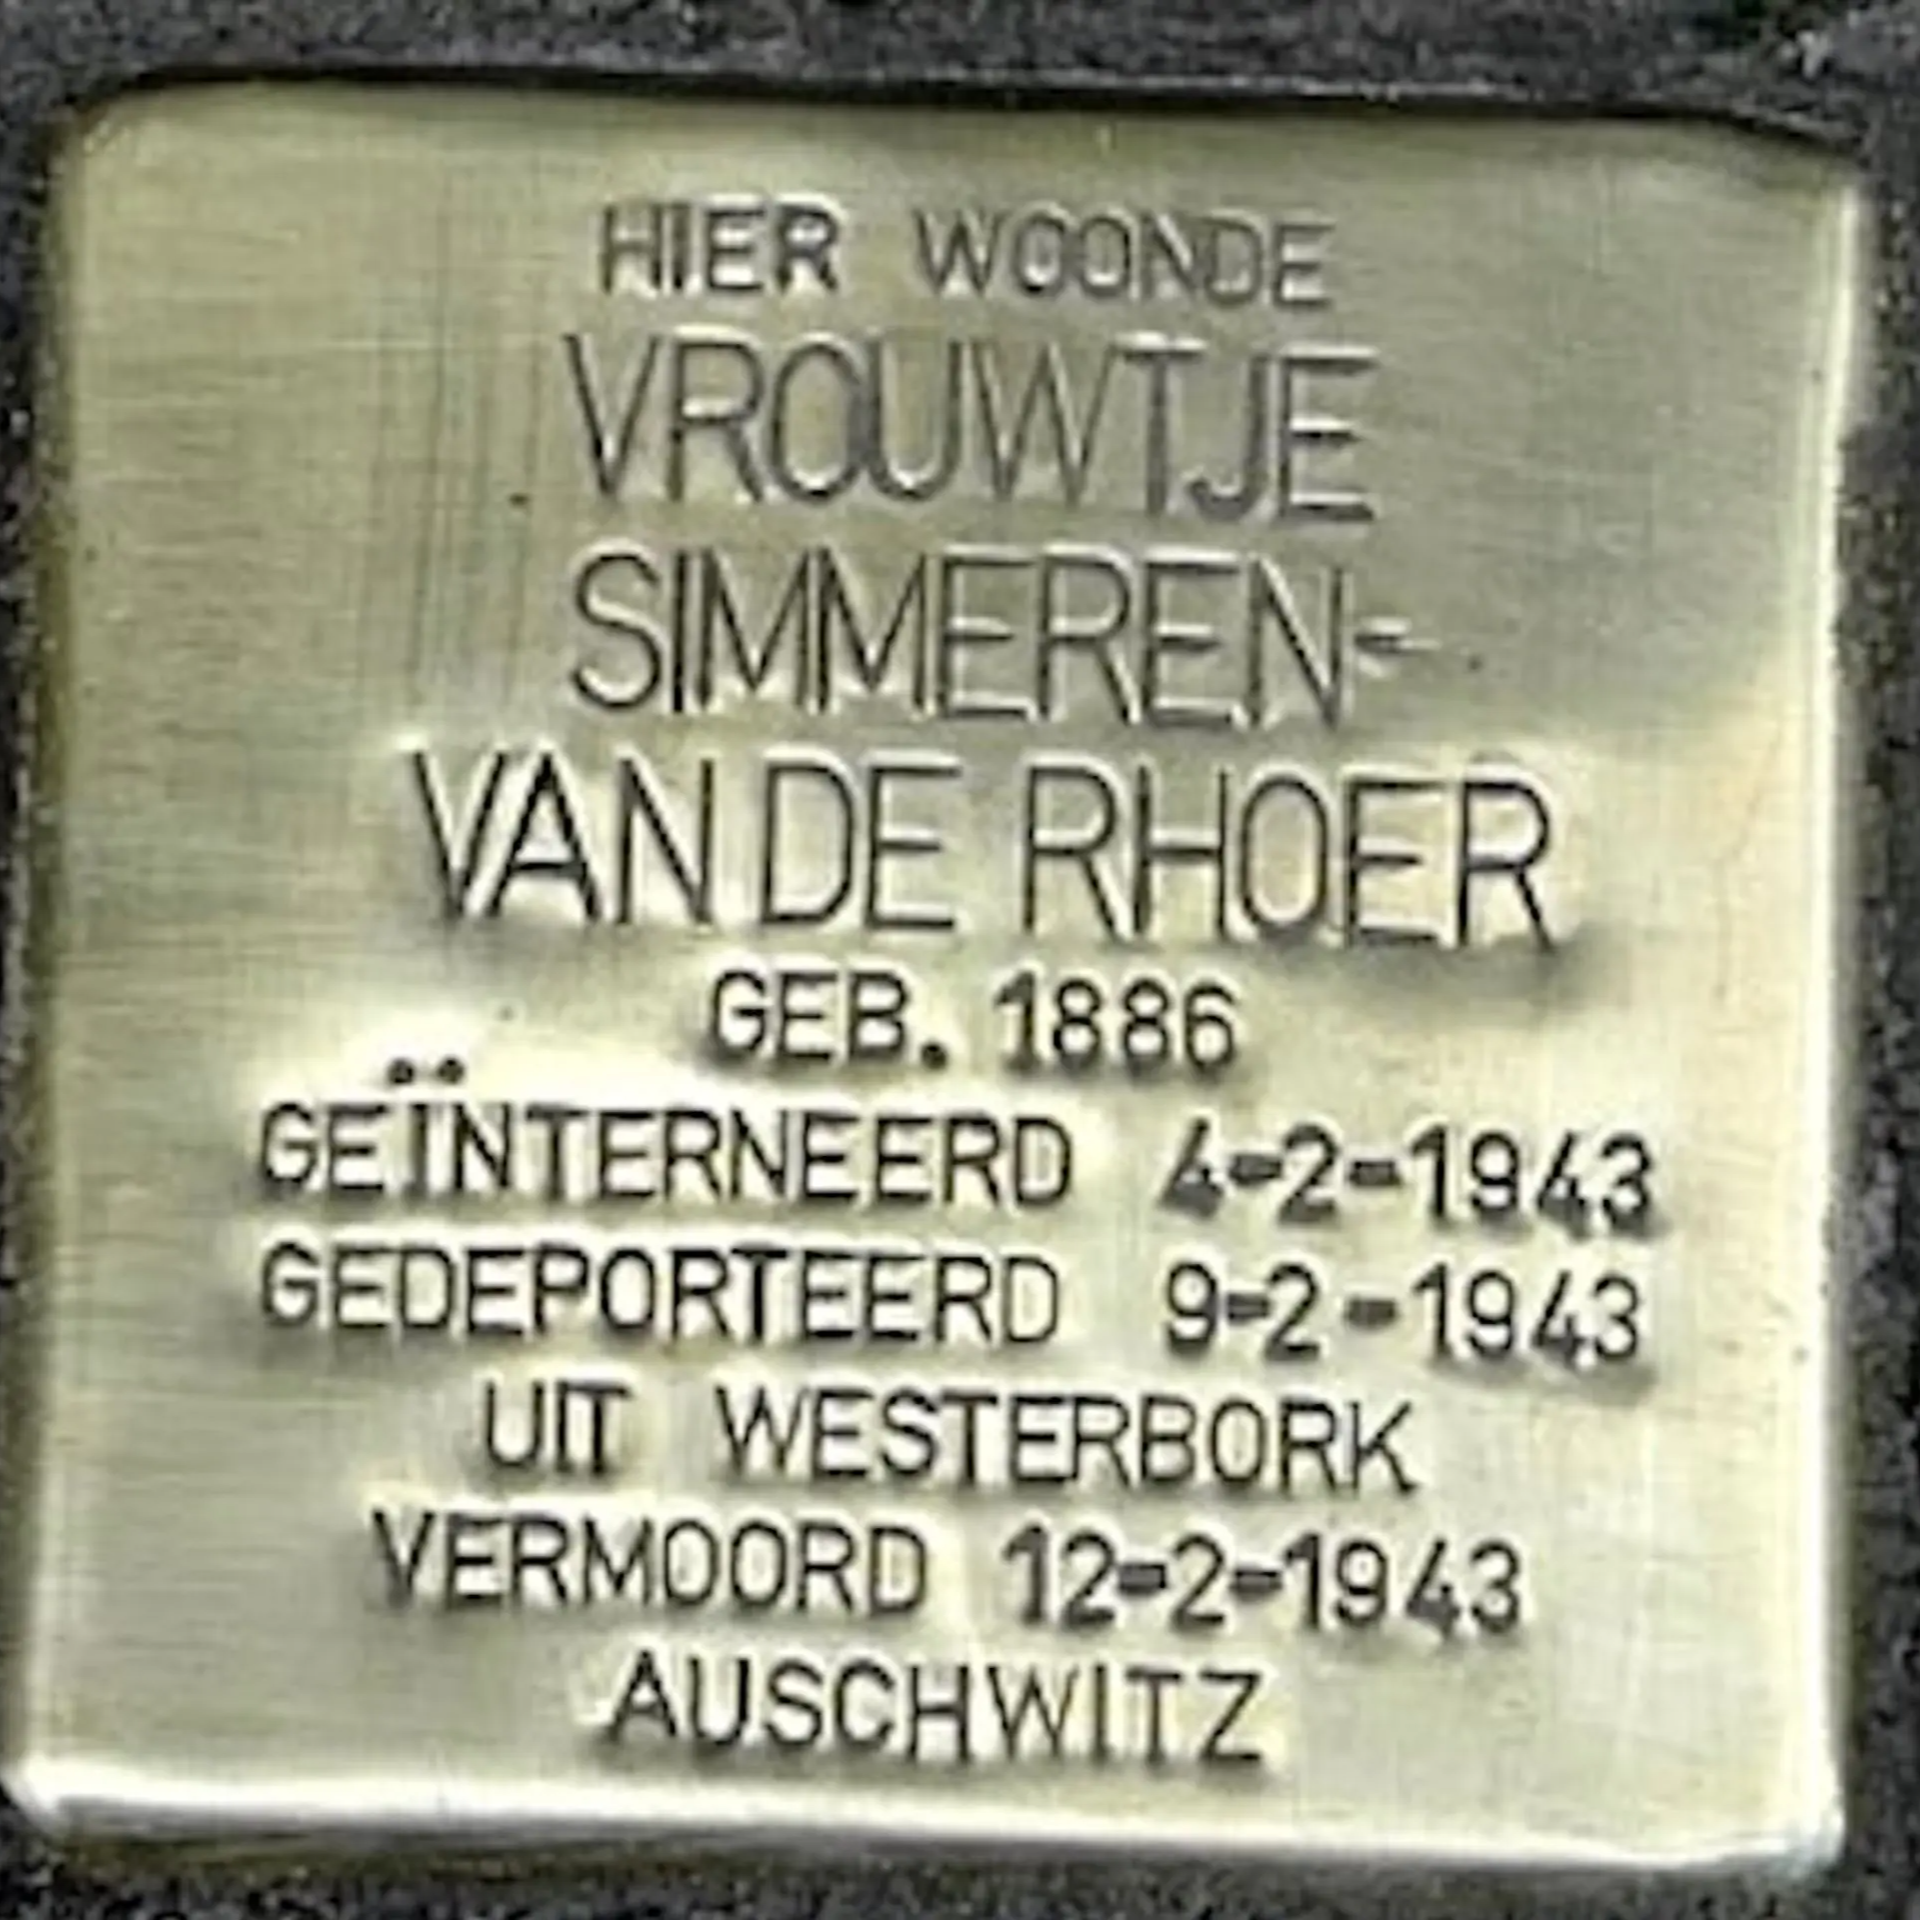 HIER WOONDE
VROUWTJE
SIMMEREN-
VAN DE RHOER
GEB. 1886
GEÏNTERNEERD 4-2-1943
GEDEPORTEERD 9-2-1943
UIT WESTERBORK
VERMOORD 12-2-1943
AUSCHWITZ